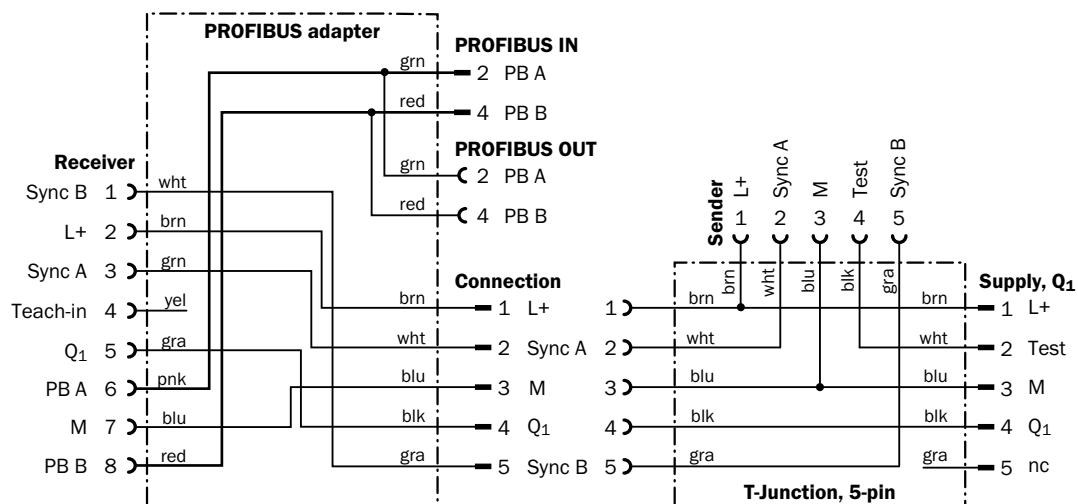 PROFIBUS adapter
PROFIBUS IN
grn 2 PB A
red 4 PB B
PROFIBUS OUT
grn 2 PB A
red 4 PB B
Receiver
Sync B 1 wht
L+ 2 brn
Sync A 3 grn
Teach-in 4 yel
Q1 5 gra
PB A 6 pnk
M 7 blu
PB B 8 red
Connection
brn 1 L+
wht 2 Sync A
blu 3 M
blk 4 Q1
gra 5 Sync B
Sender
L+ Sync A M Test Sync B
1 2 3 4 5
brn wht blu blk gra
Supply, Q1
1 brn brn 1 L+
2 wht wht 2 Test
3 blu blu 3 M
4 blk blk 4 Q1
5 gra gra 5 nc
T-Junction, 5-pin